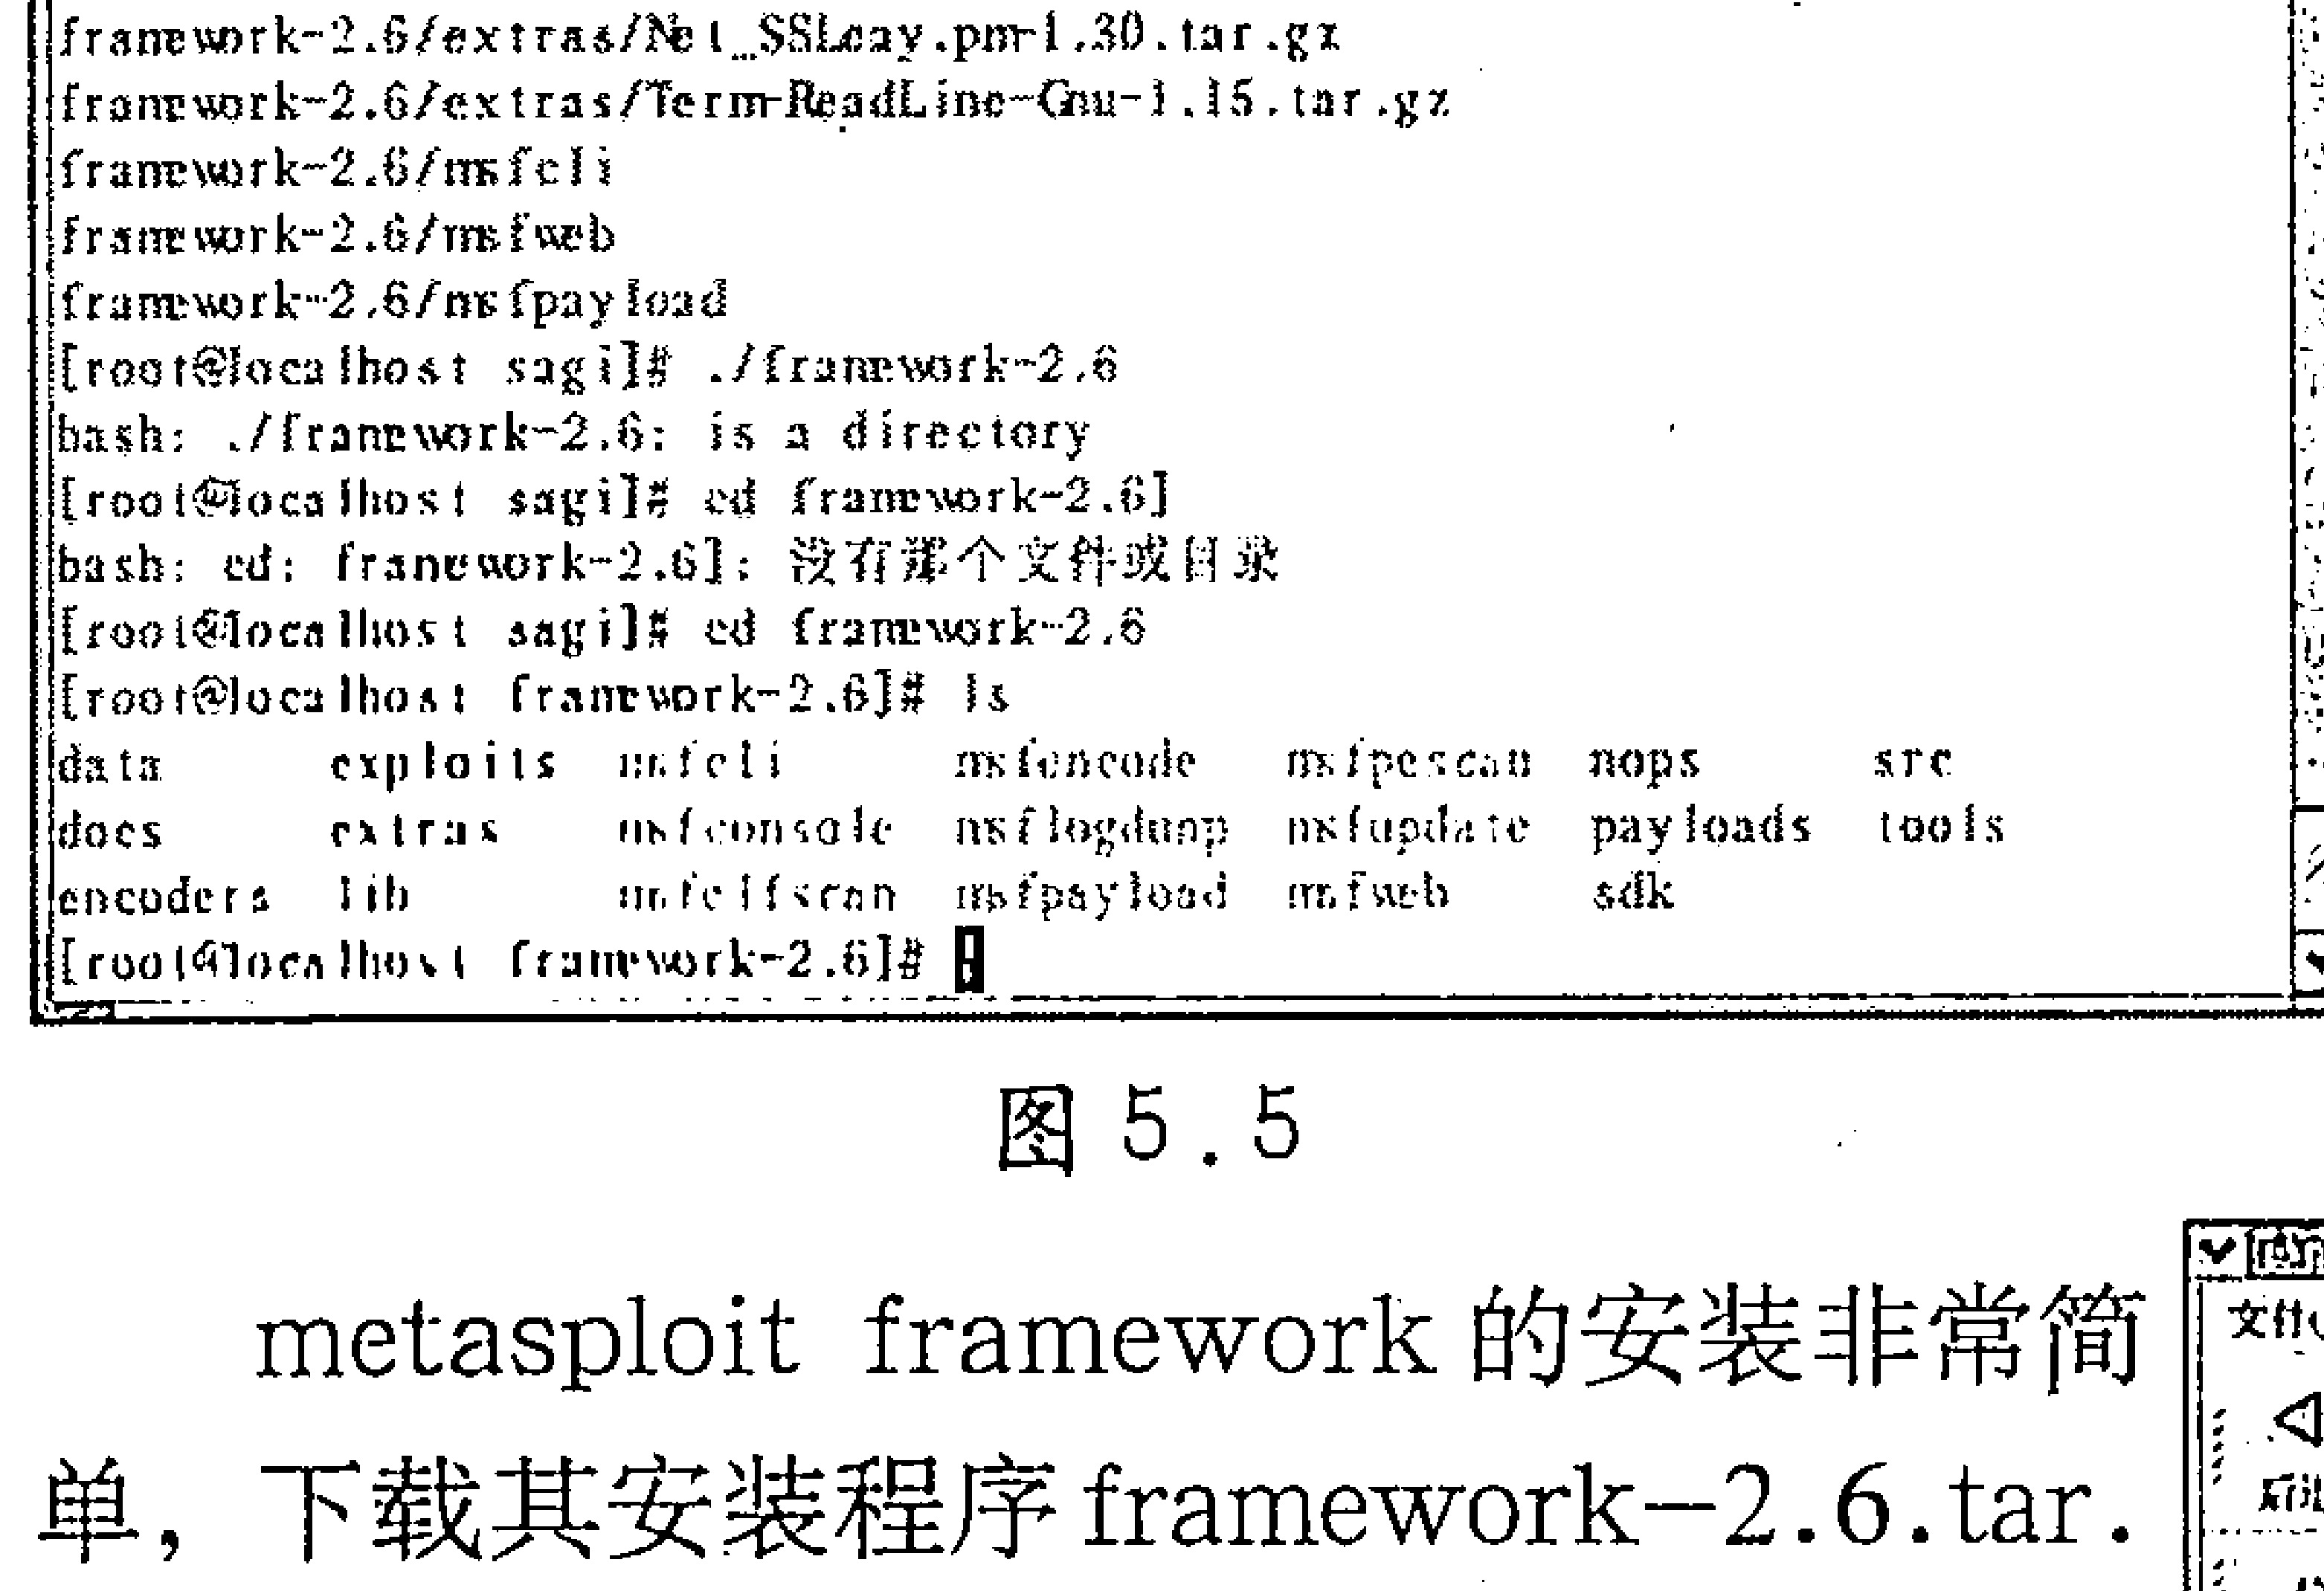 framework-2.6/extras/Net_SSLeay.pm-1.30.tar.gz
framework-2.6/extras/Term-ReadLine-Gnu-1.15.tar.gz
framework-2.6/msfcli
framework-2.6/msfweb
framework-2.6/msfpayload
[root@localhost sagi]# ./framework-2.6
bash: ./framework-2.6: is a directory
[root@localhost sagi]# cd framework-2.6]
bash: cd: framework-2.6]: 没有那个文件或目录
[root@localhost sagi]# cd framework-2.6
[root@localhost framework-2.6]# ls
data exploits msfcli msfencode msfpescan nops src
docs extras msfconsole msflogdump msfupdate payloads tools
encoders lib msfelfscan msfpayload msfweb sdk
[root@localhost framework-2.6]#
图 5.5
metasploit framework 的安装非常简
单，下载其安装程序 framework-2.6.tar.
文件
后退